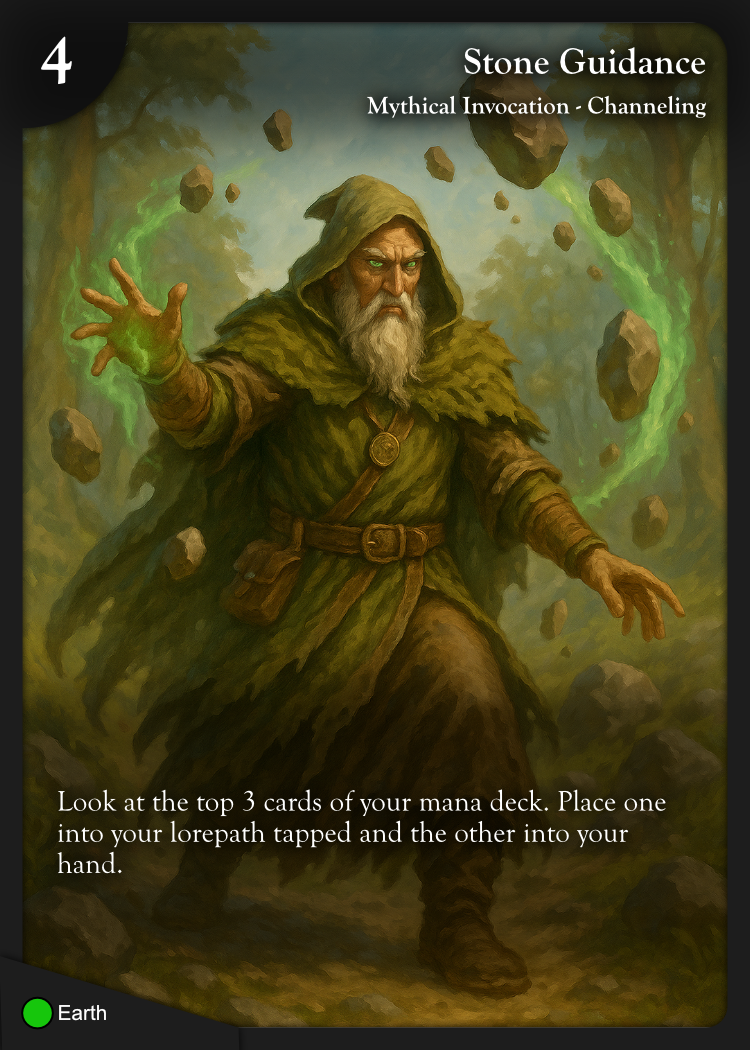 4
Stone Guidance
Mythical Invocation - Channeling
Look at the top 3 cards of your mana deck. Place one
into your lorepath tapped and the other into your
hand.
Earth